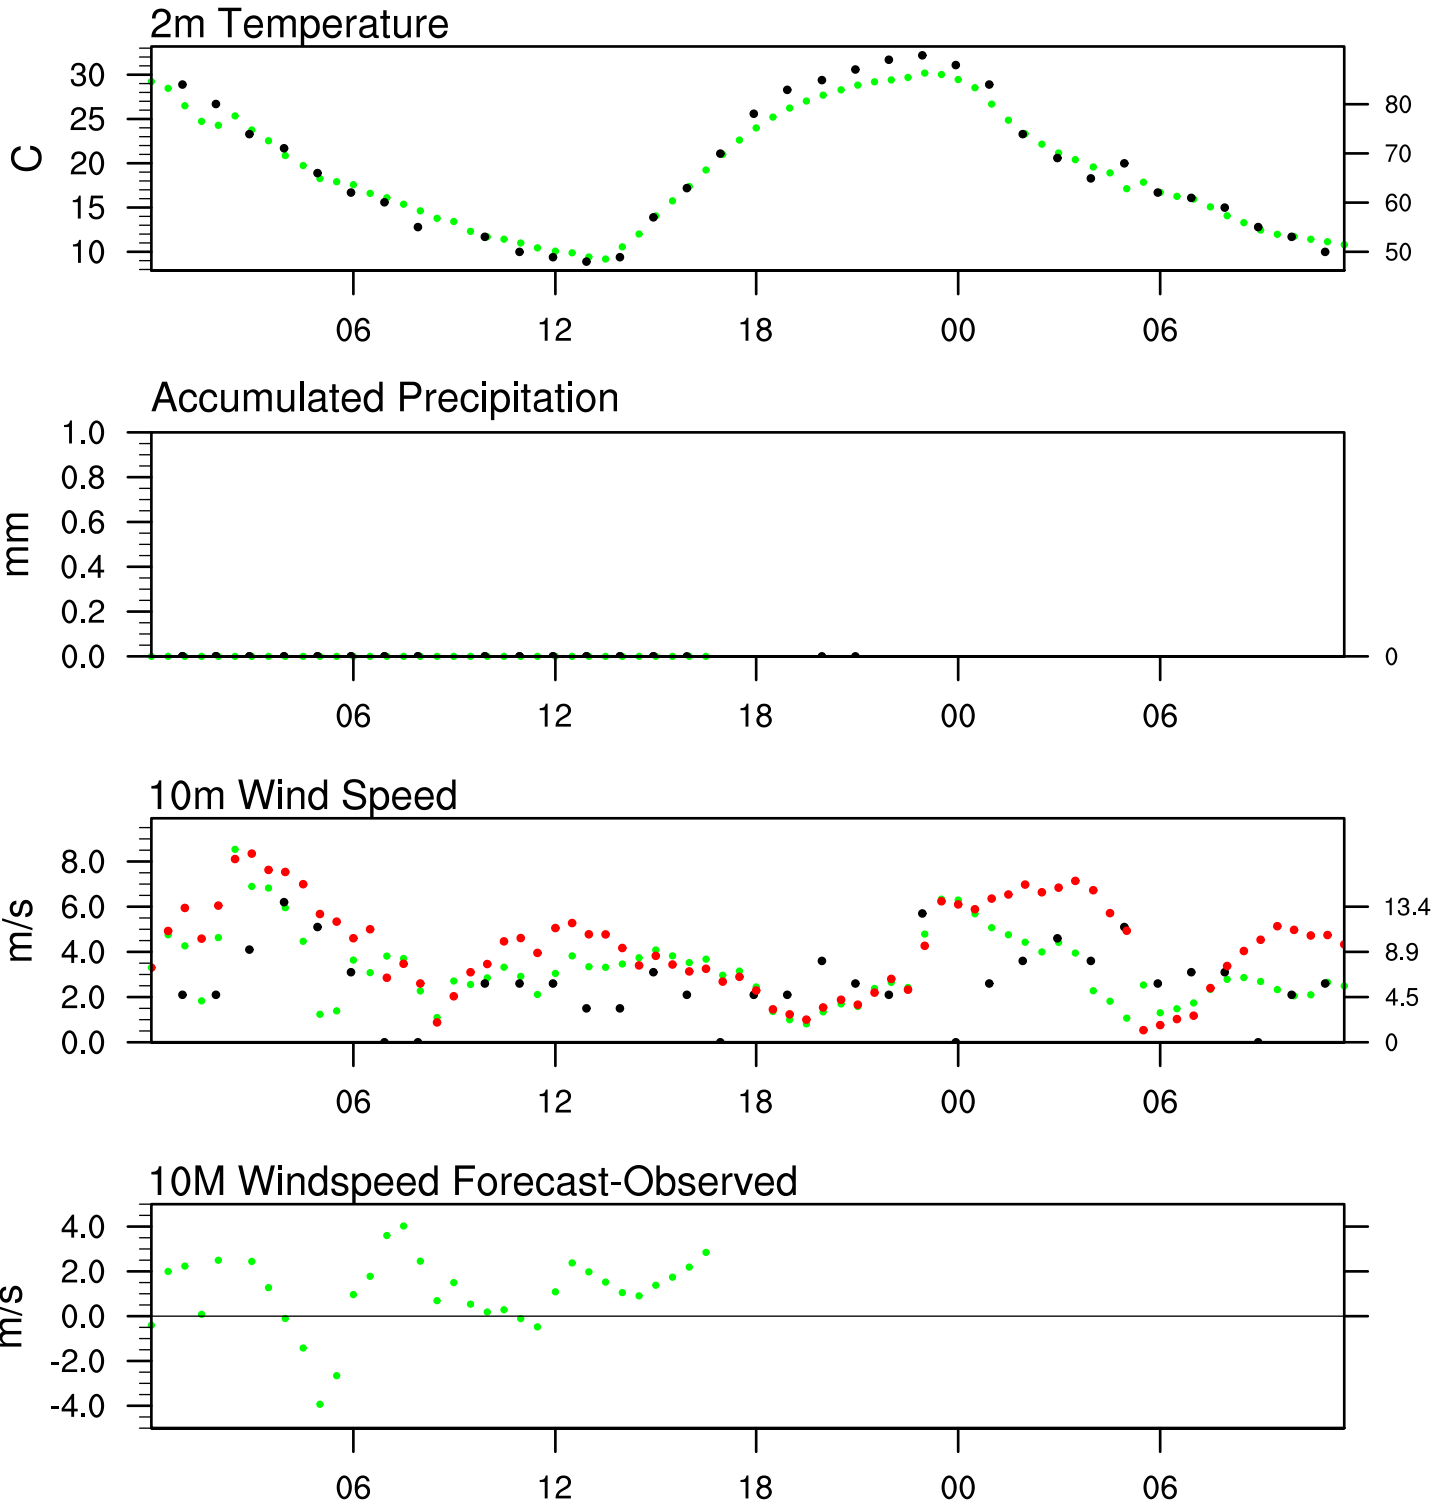 2m Temperature
30
25
20
15
10
C
80
70
60
50
06 12 18 00 06
Accumulated Precipitation
1.0
0.8
0.6
0.4
0.2
0.0
mm
0
06 12 18 00 06
10m Wind Speed
8.0
6.0
4.0
2.0
0.0
m/s
13.4
8.9
4.5
0
06 12 18 00 06
10M Windspeed Forecast-Observed
4.0
2.0
0.0
-2.0
-4.0
m/s
06 12 18 00 06